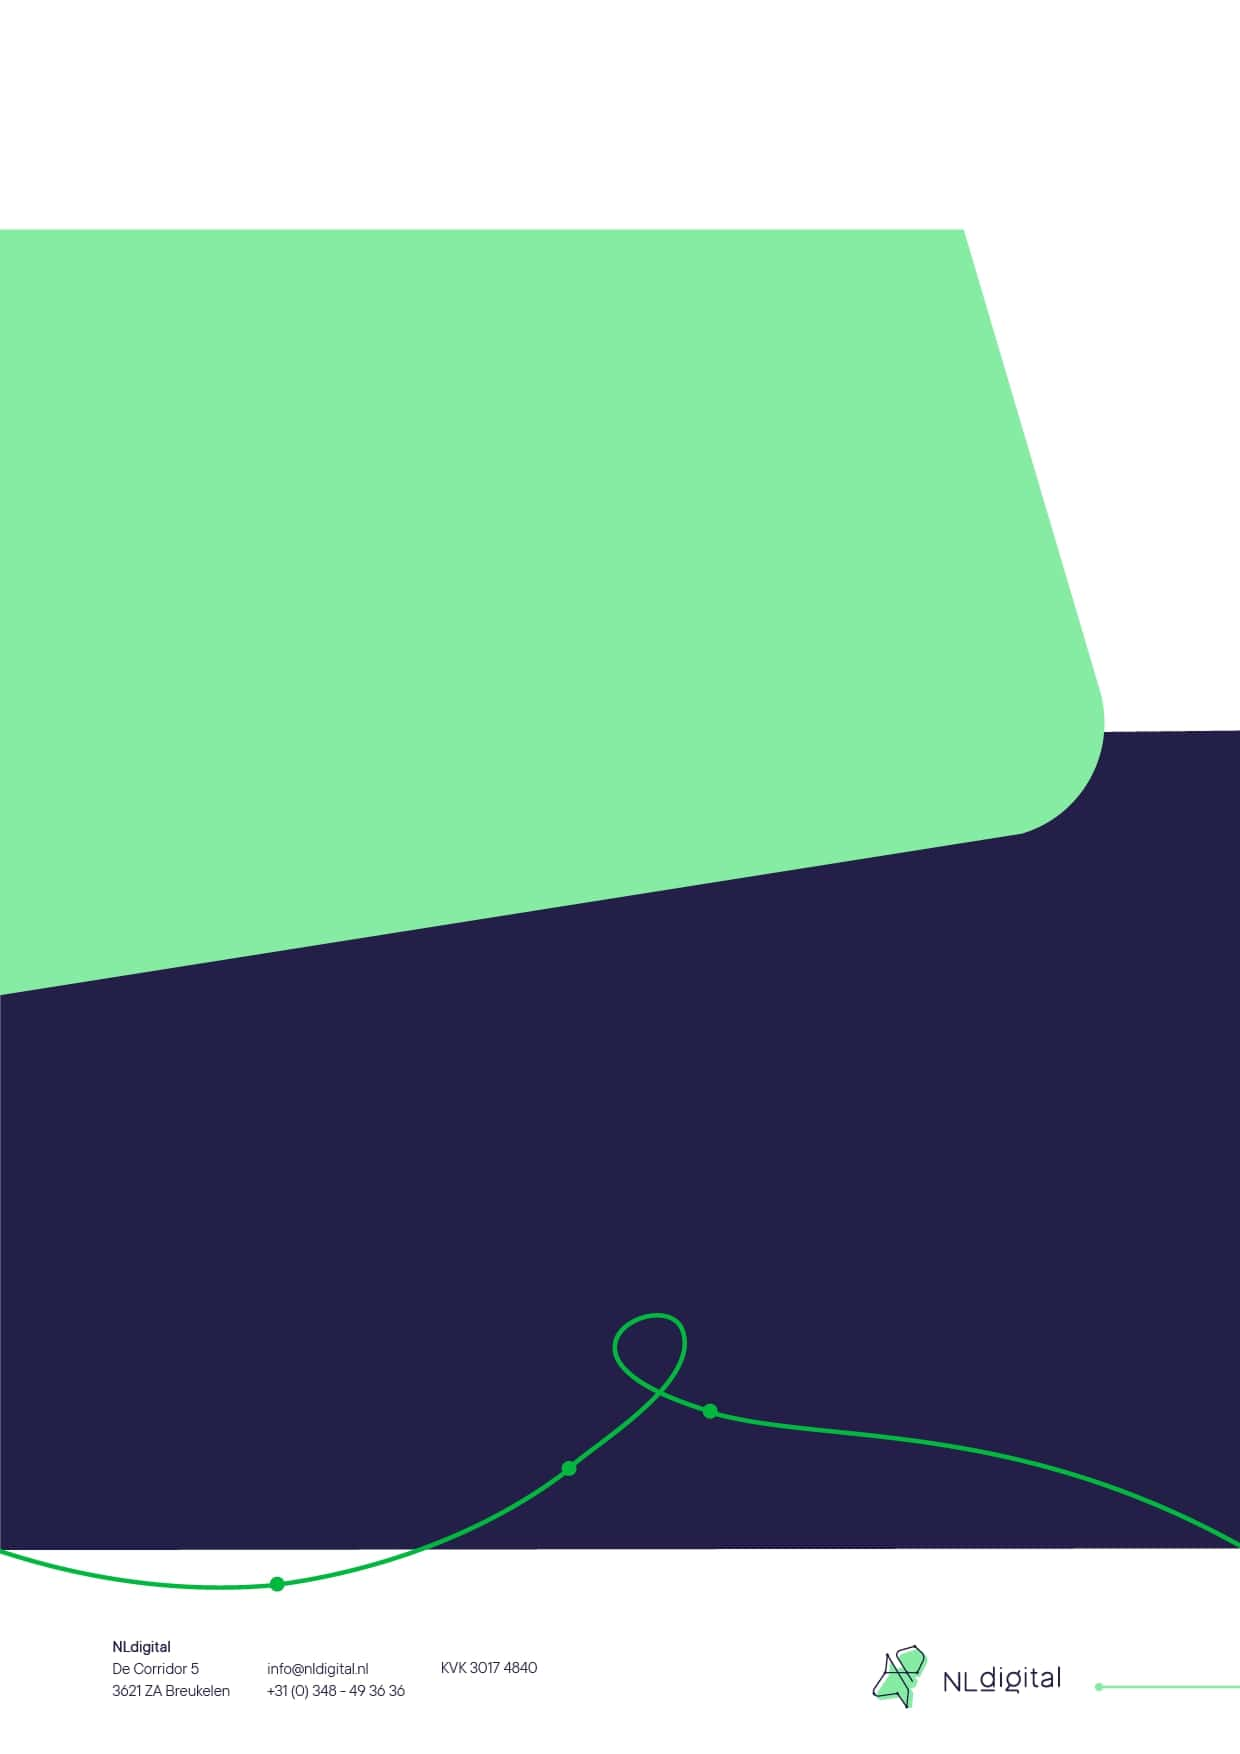 NLdigital
De Corridor 5
3621 ZA Breukelen
info@nldigital.nl
+31 (0) 348 - 49 36 36
KVK 3017 4840
NLdigital